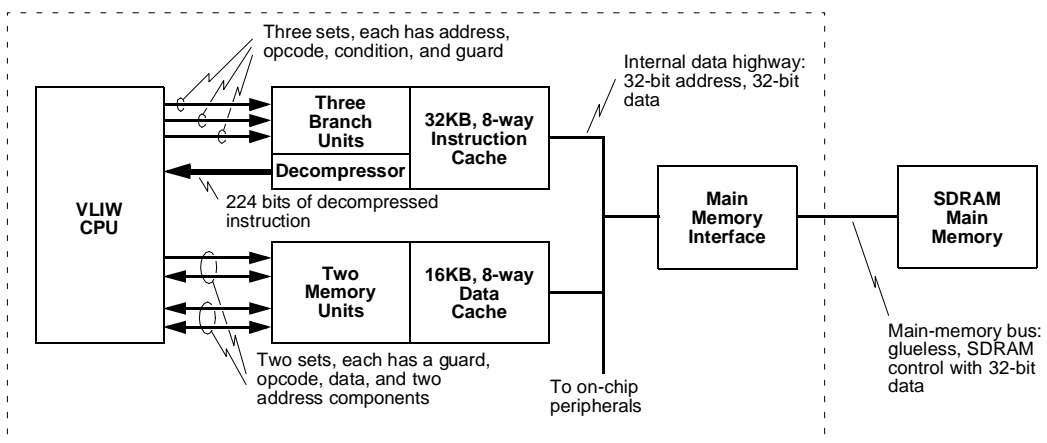 Three sets, each has address,
opcode, condition, and guard
Internal data highway:
32-bit address, 32-bit
data
VLIW
CPU
Three
Branch
Units
Decompressor
32KB, 8-way
Instruction
Cache
224 bits of decompressed
instruction
Main
Memory
Interface
SDRAM
Main
Memory
Two
Memory
Units
16KB, 8-way
Data
Cache
Main-memory bus:
glueless, SDRAM
control with 32-bit
data
Two sets, each has a guard,
opcode, data, and two
address components
To on-chip
peripherals